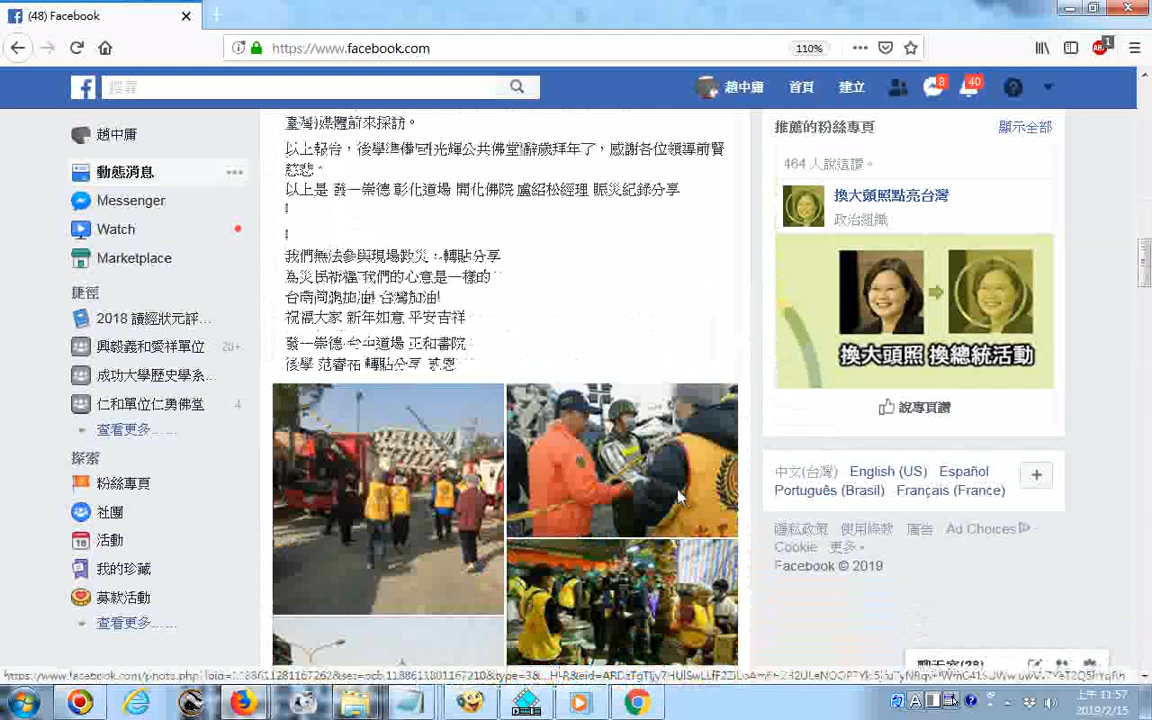 (48) Facebook
https://www.facebook.com
110%
1
搜尋
趙中庸
首頁
建立
8
40
趙中庸
動態消息
Messenger
Watch
Marketplace
捷徑
2018 讀經狀元評...
興毅義和愛祥單位 20+
成功大學歷史學系...
仁和單位仁勇佛堂 4
查看更多......
探索
粉絲專頁
社團
活動
我的珍藏
募款活動
查看更多......
臺灣)媒體前來採訪。
以上報告，後學準備回光輝公共佛堂辭歲拜年了，感謝各位領導前賢
慈悲。
以上是 發一崇德 彰化道場 開化佛院 盧紹松經理 賑災紀錄分享
我們無法參與現場救災，轉貼分享
為災民祈福 我們的心意是一樣的
台南同胞加油! 台灣加油!
祝福大家 新年如意 平安吉祥
發一崇德 台中道場 正和書院
後學 范睿祐 轉貼分享 感恩
推薦的粉絲專頁
顯示全部
464 人說這讚。
換大頭照點亮台灣
政治組織
換大頭照 換總統活動
說專頁讚
中文(台灣) English (US) Español
Português (Brasil) Français (France)
隱私政策 使用條款 廣告 Ad Choices
Cookie 更多
Facebook © 2019
聊天室(28)
上午 11:57
2019/2/15